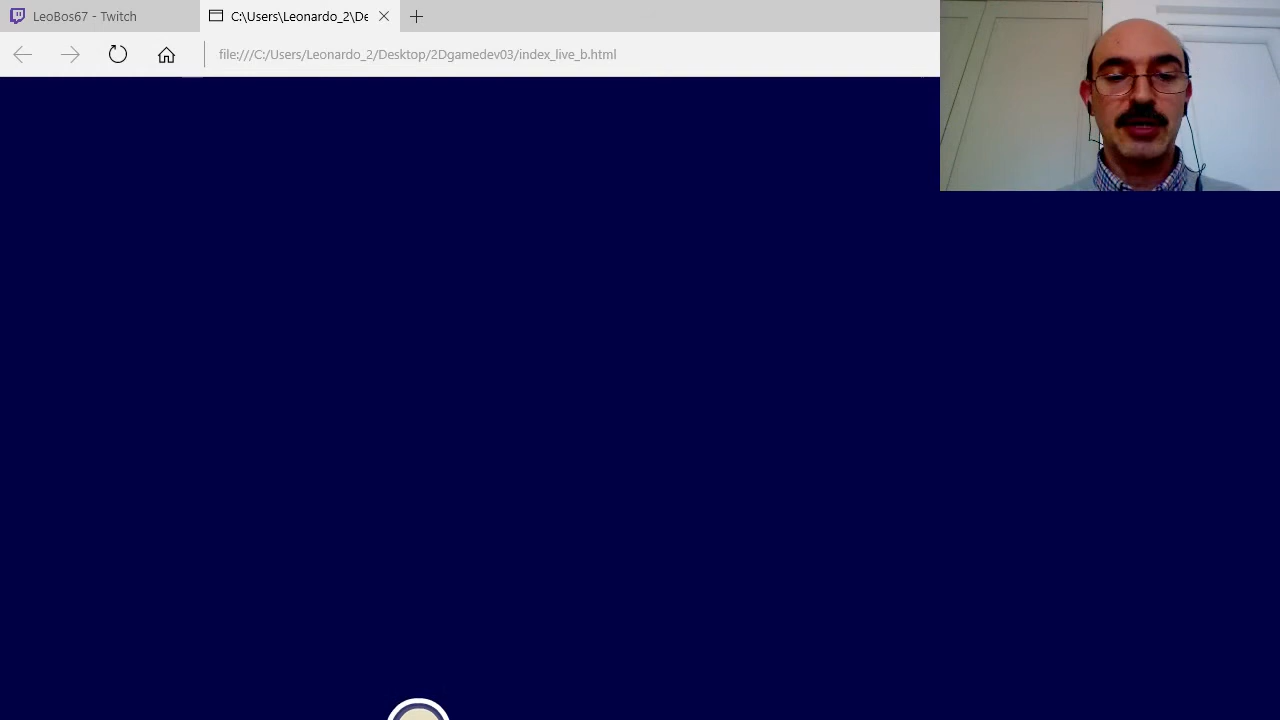 LeoBos67 - Twitch
C:\Users\Leonardo_2\De
file:///C:/Users/Leonardo_2/Desktop/2Dgamedev03/index_live_b.html